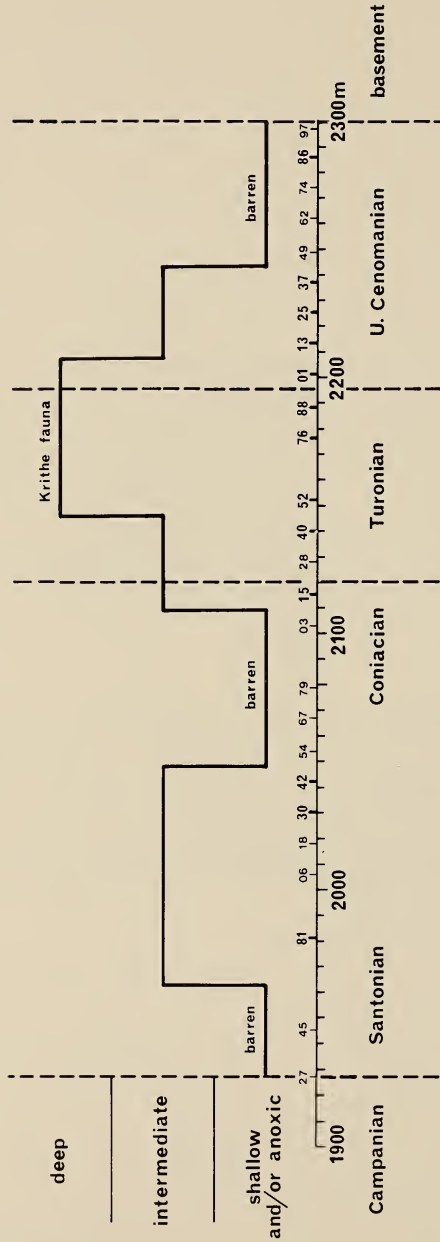 deep
Krithe fauna
intermediate
shallow
and/or anoxic
barren barren barren
27 45 81 06 18 30 42 54 67 79 03 15 28 40 52 76 88 01 13 25 37 49 62 74 86 97
1900 2000 2100 2200 2300m
Campanian Santonian Coniacian Turonian U. Cenomanian basement